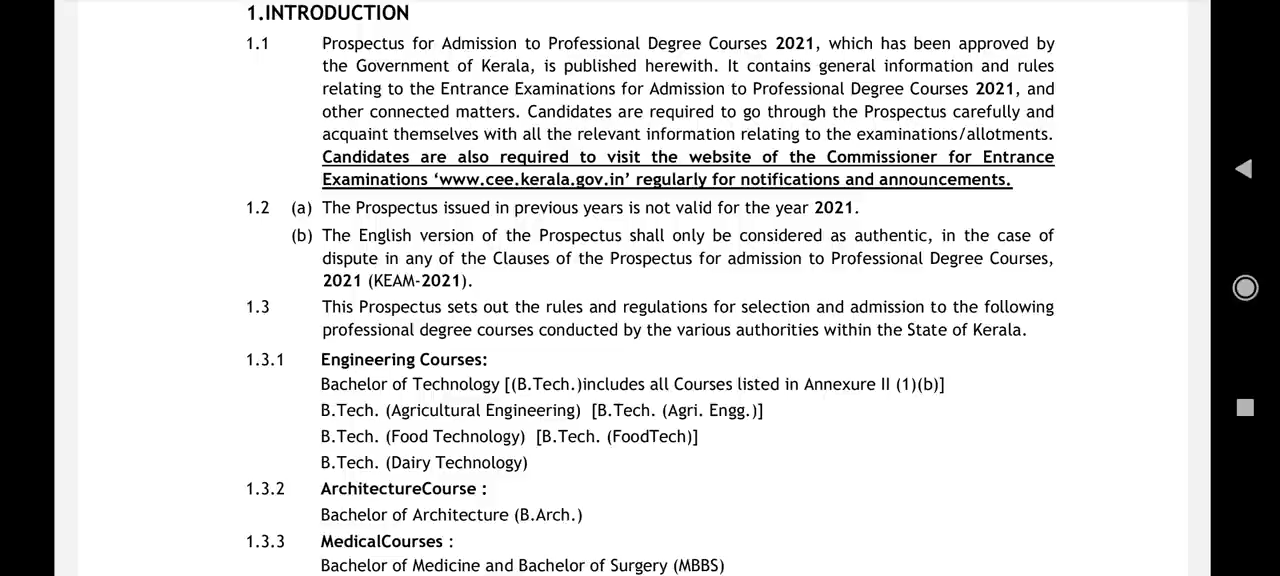 1.INTRODUCTION
1.1 Prospectus for Admission to Professional Degree Courses 2021, which has been approved by
the Government of Kerala, is published herewith. It contains general information and rules
relating to the Entrance Examinations for Admission to Professional Degree Courses 2021, and
other connected matters. Candidates are required to go through the Prospectus carefully and
acquaint themselves with all the relevant information relating to the examinations/allotments.
Candidates are also required to visit the website of the Commissioner for Entrance
Examinations ‘www.cee.kerala.gov.in’ regularly for notifications and announcements.
1.2 (a) The Prospectus issued in previous years is not valid for the year 2021.
(b) The English version of the Prospectus shall only be considered as authentic, in the case of
dispute in any of the Clauses of the Prospectus for admission to Professional Degree Courses,
2021 (KEAM-2021).
1.3 This Prospectus sets out the rules and regulations for selection and admission to the following
professional degree courses conducted by the various authorities within the State of Kerala.
1.3.1 Engineering Courses:
Bachelor of Technology [(B.Tech.)includes all Courses listed in Annexure II (1)(b)]
B.Tech. (Agricultural Engineering) [B.Tech. (Agri. Engg.)]
B.Tech. (Food Technology) [B.Tech. (FoodTech)]
B.Tech. (Dairy Technology)
1.3.2 ArchitectureCourse :
Bachelor of Architecture (B.Arch.)
1.3.3 MedicalCourses :
Bachelor of Medicine and Bachelor of Surgery (MBBS)